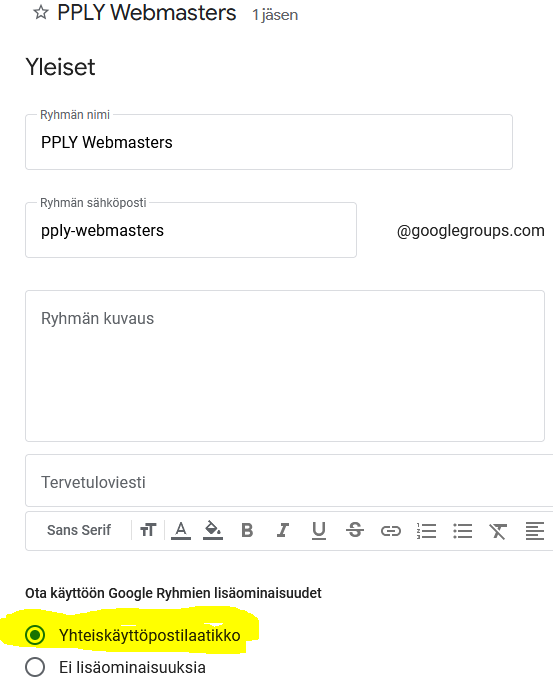 PPLY Webmasters 1 jäsen
Yleiset
Ryhmän nimi
PPLY Webmasters
Ryhmän sähköposti
pply-webmasters @googlegroups.com
Ryhmän kuvaus
Tervetuloviesti
Sans Serif
Ota käyttöön Google Ryhmien lisäominaisuudet
Yhteiskäyttöpostilaatikko
Ei lisäominaisuuksia